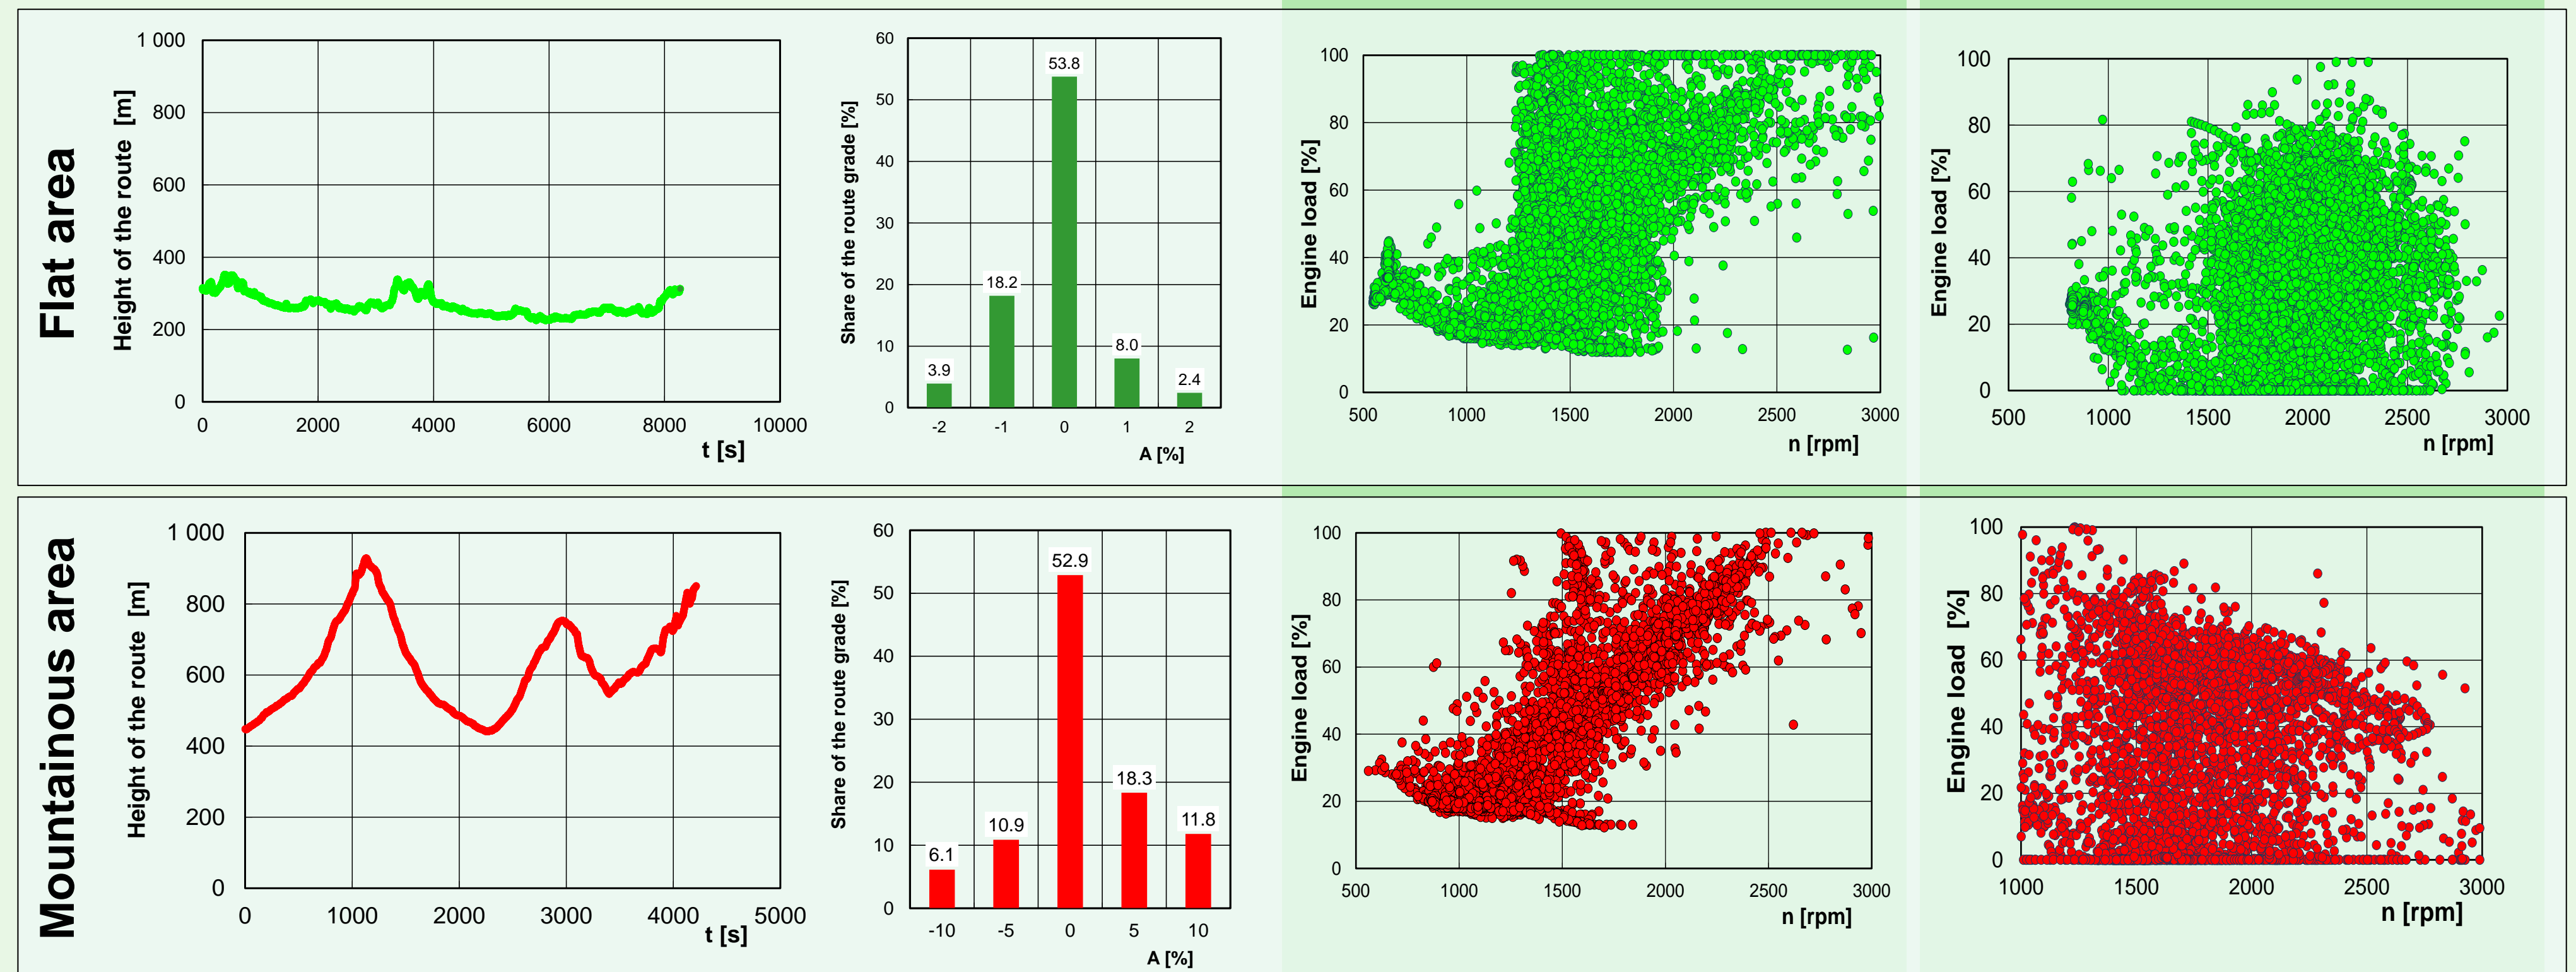 Flat area
Height of the route [m]
1 000
800
600
400
200
0
0 2000 4000 6000 8000 10000
t [s]
Share of the route grade [%]
60
50
40
30
20
10
0
3.9
18.2
53.8
8.0
2.4
-2 -1 0 1 2
A [%]
Engine load [%]
100
80
60
40
20
0
500 1000 1500 2000 2500 3000
n [rpm]
Engine load [%]
100
80
60
40
20
0
500 1000 1500 2000 2500 3000
n [rpm]
Mountainous area
Height of the route [m]
1 000
800
600
400
200
0
0 1000 2000 3000 4000 5000
t [s]
Share of the route grade [%]
60
50
40
30
20
10
0
6.1
10.9
52.9
18.3
11.8
-10 -5 0 5 10
A [%]
Engine load [%]
100
80
60
40
20
0
500 1000 1500 2000 2500 3000
n [rpm]
Engine load [%]
100
80
60
40
20
0
1000 1500 2000 2500 3000
n [rpm]